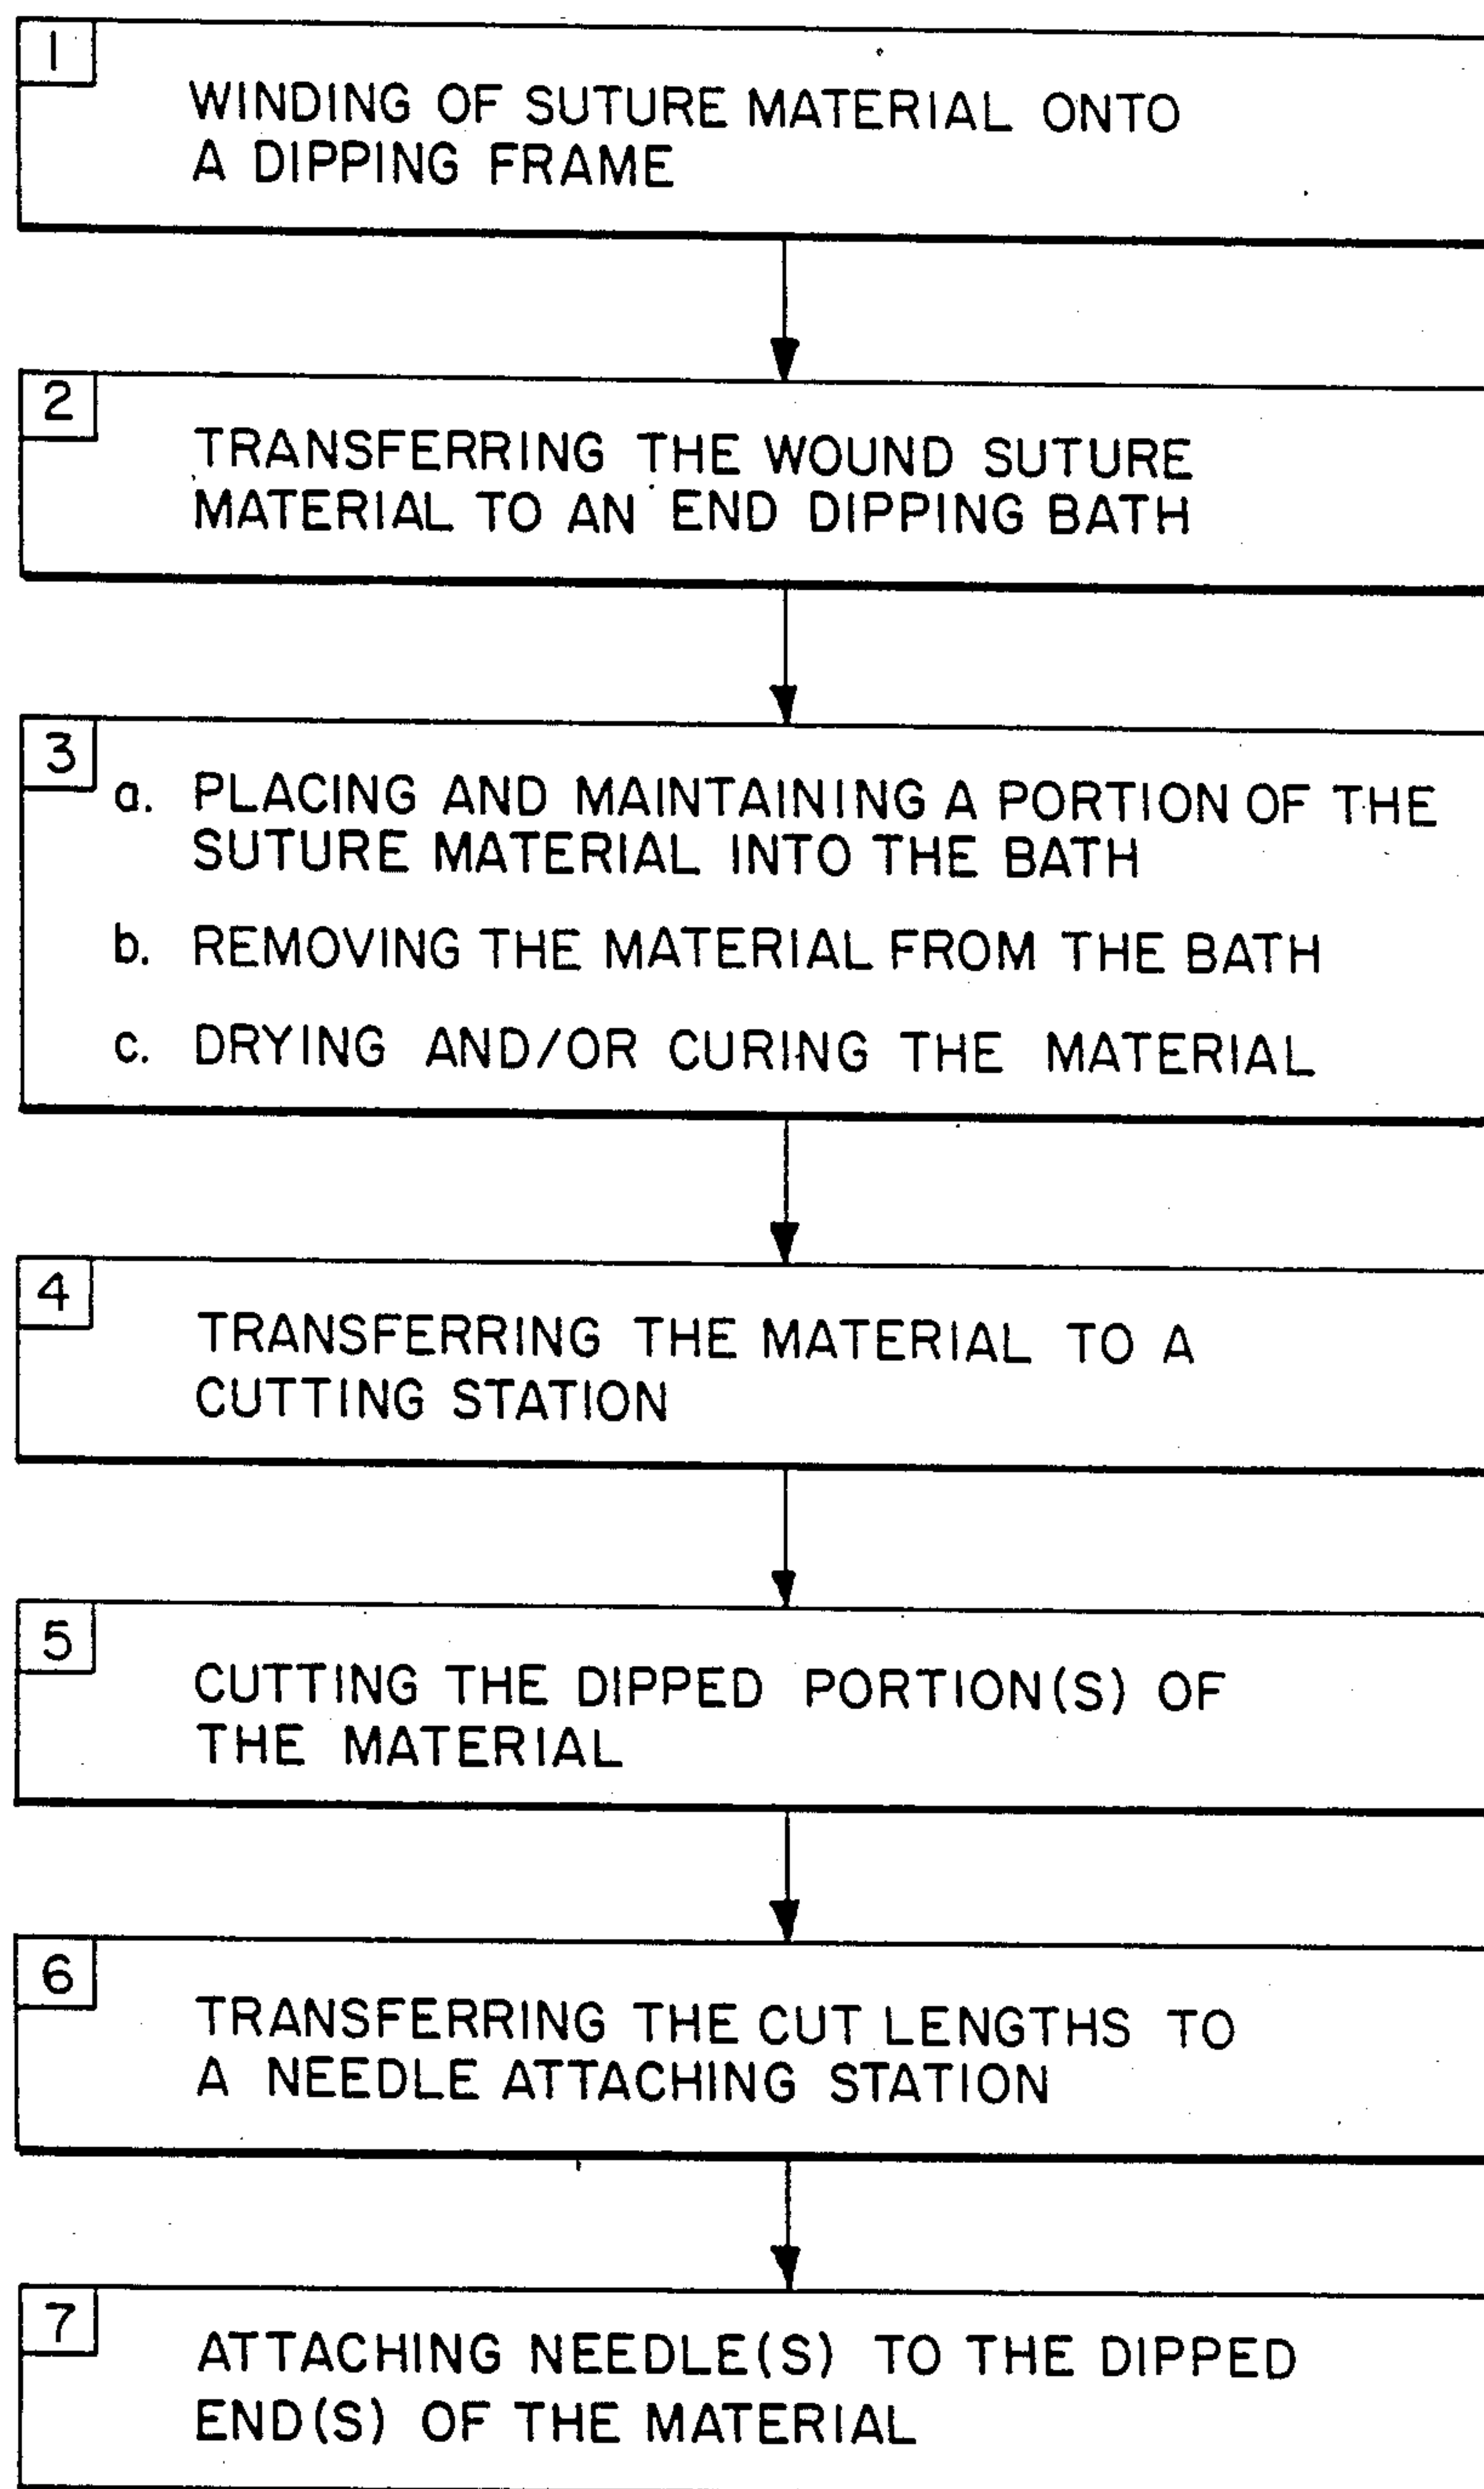 1
WINDING OF SUTURE MATERIAL ONTO
A DIPPING FRAME
2
TRANSFERRING THE WOUND SUTURE
MATERIAL TO AN END DIPPING BATH
3
a. PLACING AND MAINTAINING A PORTION OF THE
SUTURE MATERIAL INTO THE BATH
b. REMOVING THE MATERIAL FROM THE BATH
c. DRYING AND/OR CURING THE MATERIAL
4
TRANSFERRING THE MATERIAL TO A
CUTTING STATION
5
CUTTING THE DIPPED PORTION(S) OF
THE MATERIAL
6
TRANSFERRING THE CUT LENGTHS TO
A NEEDLE ATTACHING STATION
7
ATTACHING NEEDLE(S) TO THE DIPPED
END(S) OF THE MATERIAL